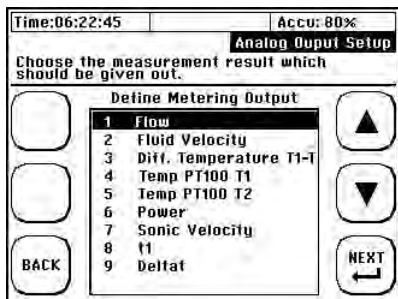 Time:06:22:45
Accu: 80%
Analog Ouput Setup
Choose the measurement result which
should be given out.
Define Metering Output
1 Flow
2 Fluid Velocity
3 Diff. Temperature T1-T
4 Temp PT100 T1
5 Temp PT100 T2
6 Power
7 Sonic Velocity
8 t1
9 Deltat
BACK
NEXT